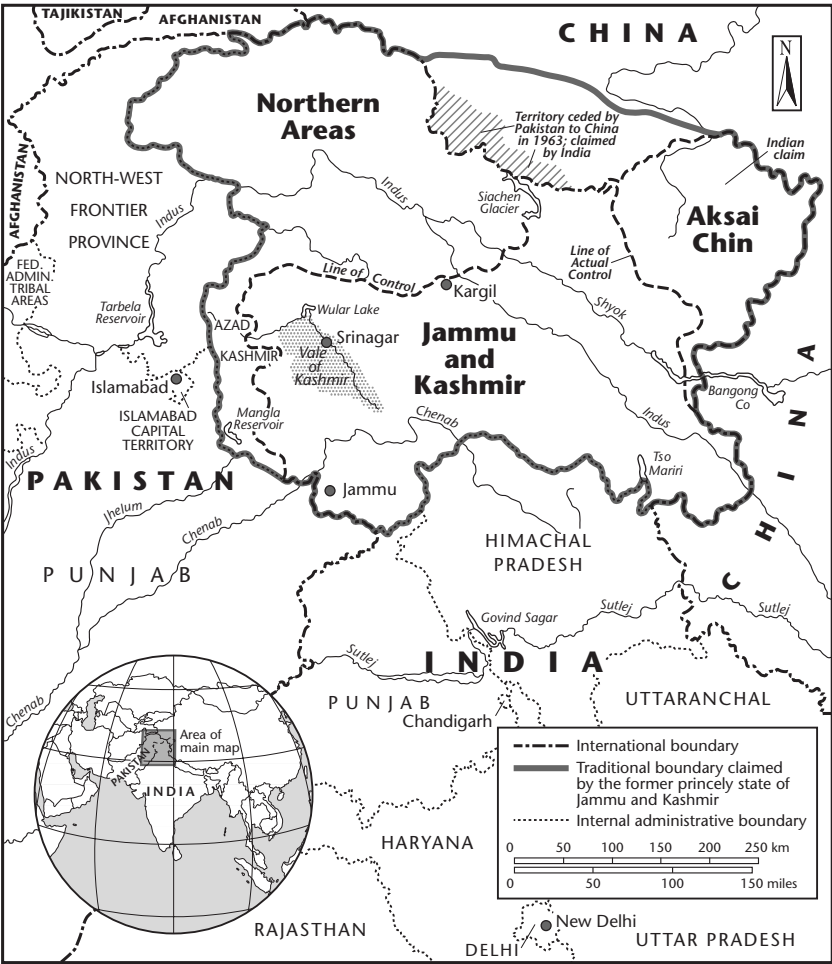 TAJIKISTAN
AFGHANISTAN
CHINA
N
Northern
Areas
Territory ceded by
Pakistan to China
in 1963; claimed
by India
Indian
claim
AFGHANISTAN
NORTH-WEST
FRONTIER
PROVINCE
Indus
Indus
Siachen
Glacier
Aksai
Chin
FED.
ADMIN.
TRIBAL
AREAS
Line of
Actual
Control
Line of Control
Kargil
Tarbela
Reservoir
Shyok
Wular Lake
AZAD
KASHMIR
Srinagar
Vale
of
Kashmir
Jammu
and
Kashmir
Islamabad
ISLAMABAD
CAPITAL
TERRITORY
Mangla
Reservoir
Chenab
Indus
Bangong
Co
CHINA
Indus
PAKISTAN
Tso
Mariri
Jammu
Jhelum
Chenab
HIMACHAL
PRADESH
PUNJAB
Govind Sagar
Sutlej
Sutlej
Sutlej
INDIA
Chenab
PUNJAB
UTTARANCHAL
Chandigarh
Area of
main map
PAKISTAN
INDIA
International boundary
Traditional boundary claimed
by the former princely state of
Jammu and Kashmir
Internal administrative boundary
0 50 100 150 200 250 km
0 50 100 150 miles
HARYANA
RAJASTHAN
New Delhi
DELHI
UTTAR PRADESH